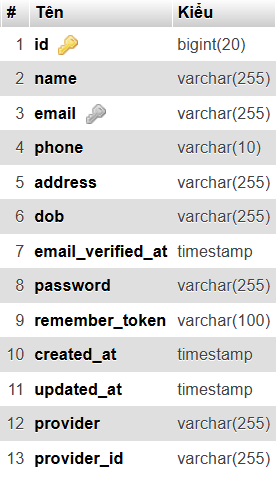 # Tên Kiểu
1 id bigint(20)
2 name varchar(255)
3 email varchar(255)
4 phone varchar(10)
5 address varchar(255)
6 dob varchar(255)
7 email_verified_at timestamp
8 password varchar(255)
9 remember_token varchar(100)
10 created_at timestamp
11 updated_at timestamp
12 provider varchar(255)
13 provider_id varchar(255)